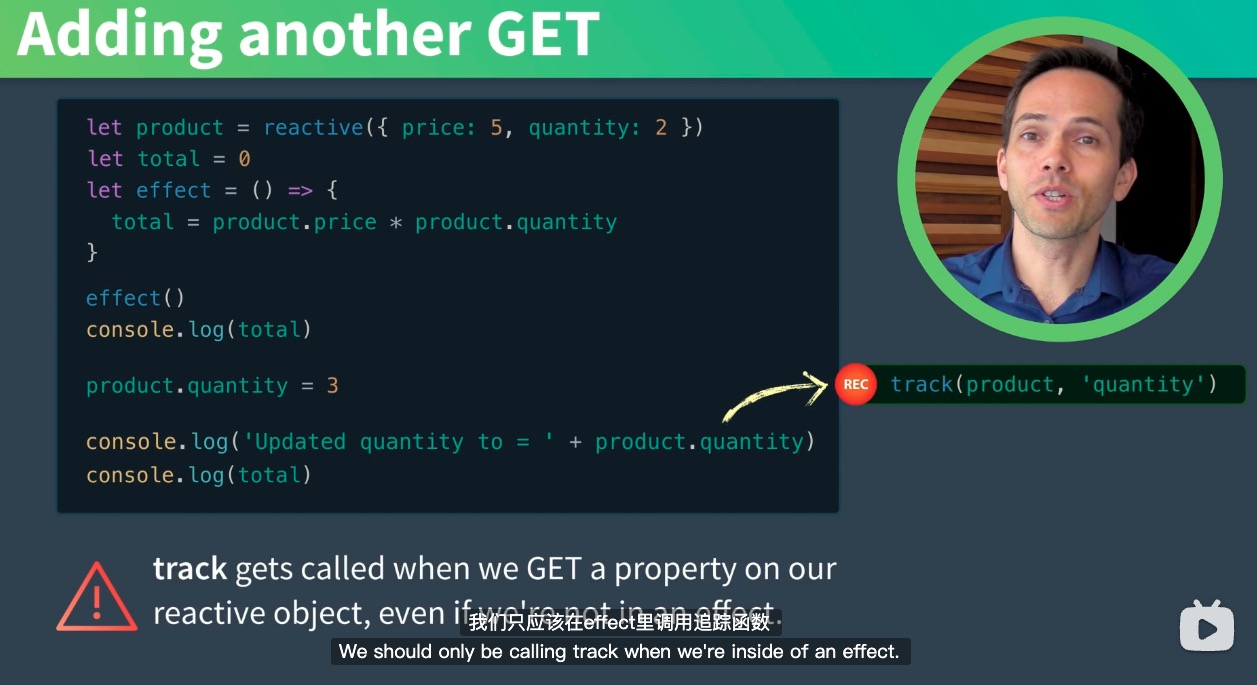 Adding another GET
let product = reactive({ price: 5, quantity: 2 })
let total = 0
let effect = () => {
  total = product.price * product.quantity
}
effect()
console.log(total)
product.quantity = 3
REC track(product, 'quantity')
console.log('Updated quantity to = ' + product.quantity)
console.log(total)
track gets called when we GET a property on our
reactive object, even if we're not in an effect.
我们只应该在effect里调用追踪函数
We should only be calling track when we're inside of an effect.